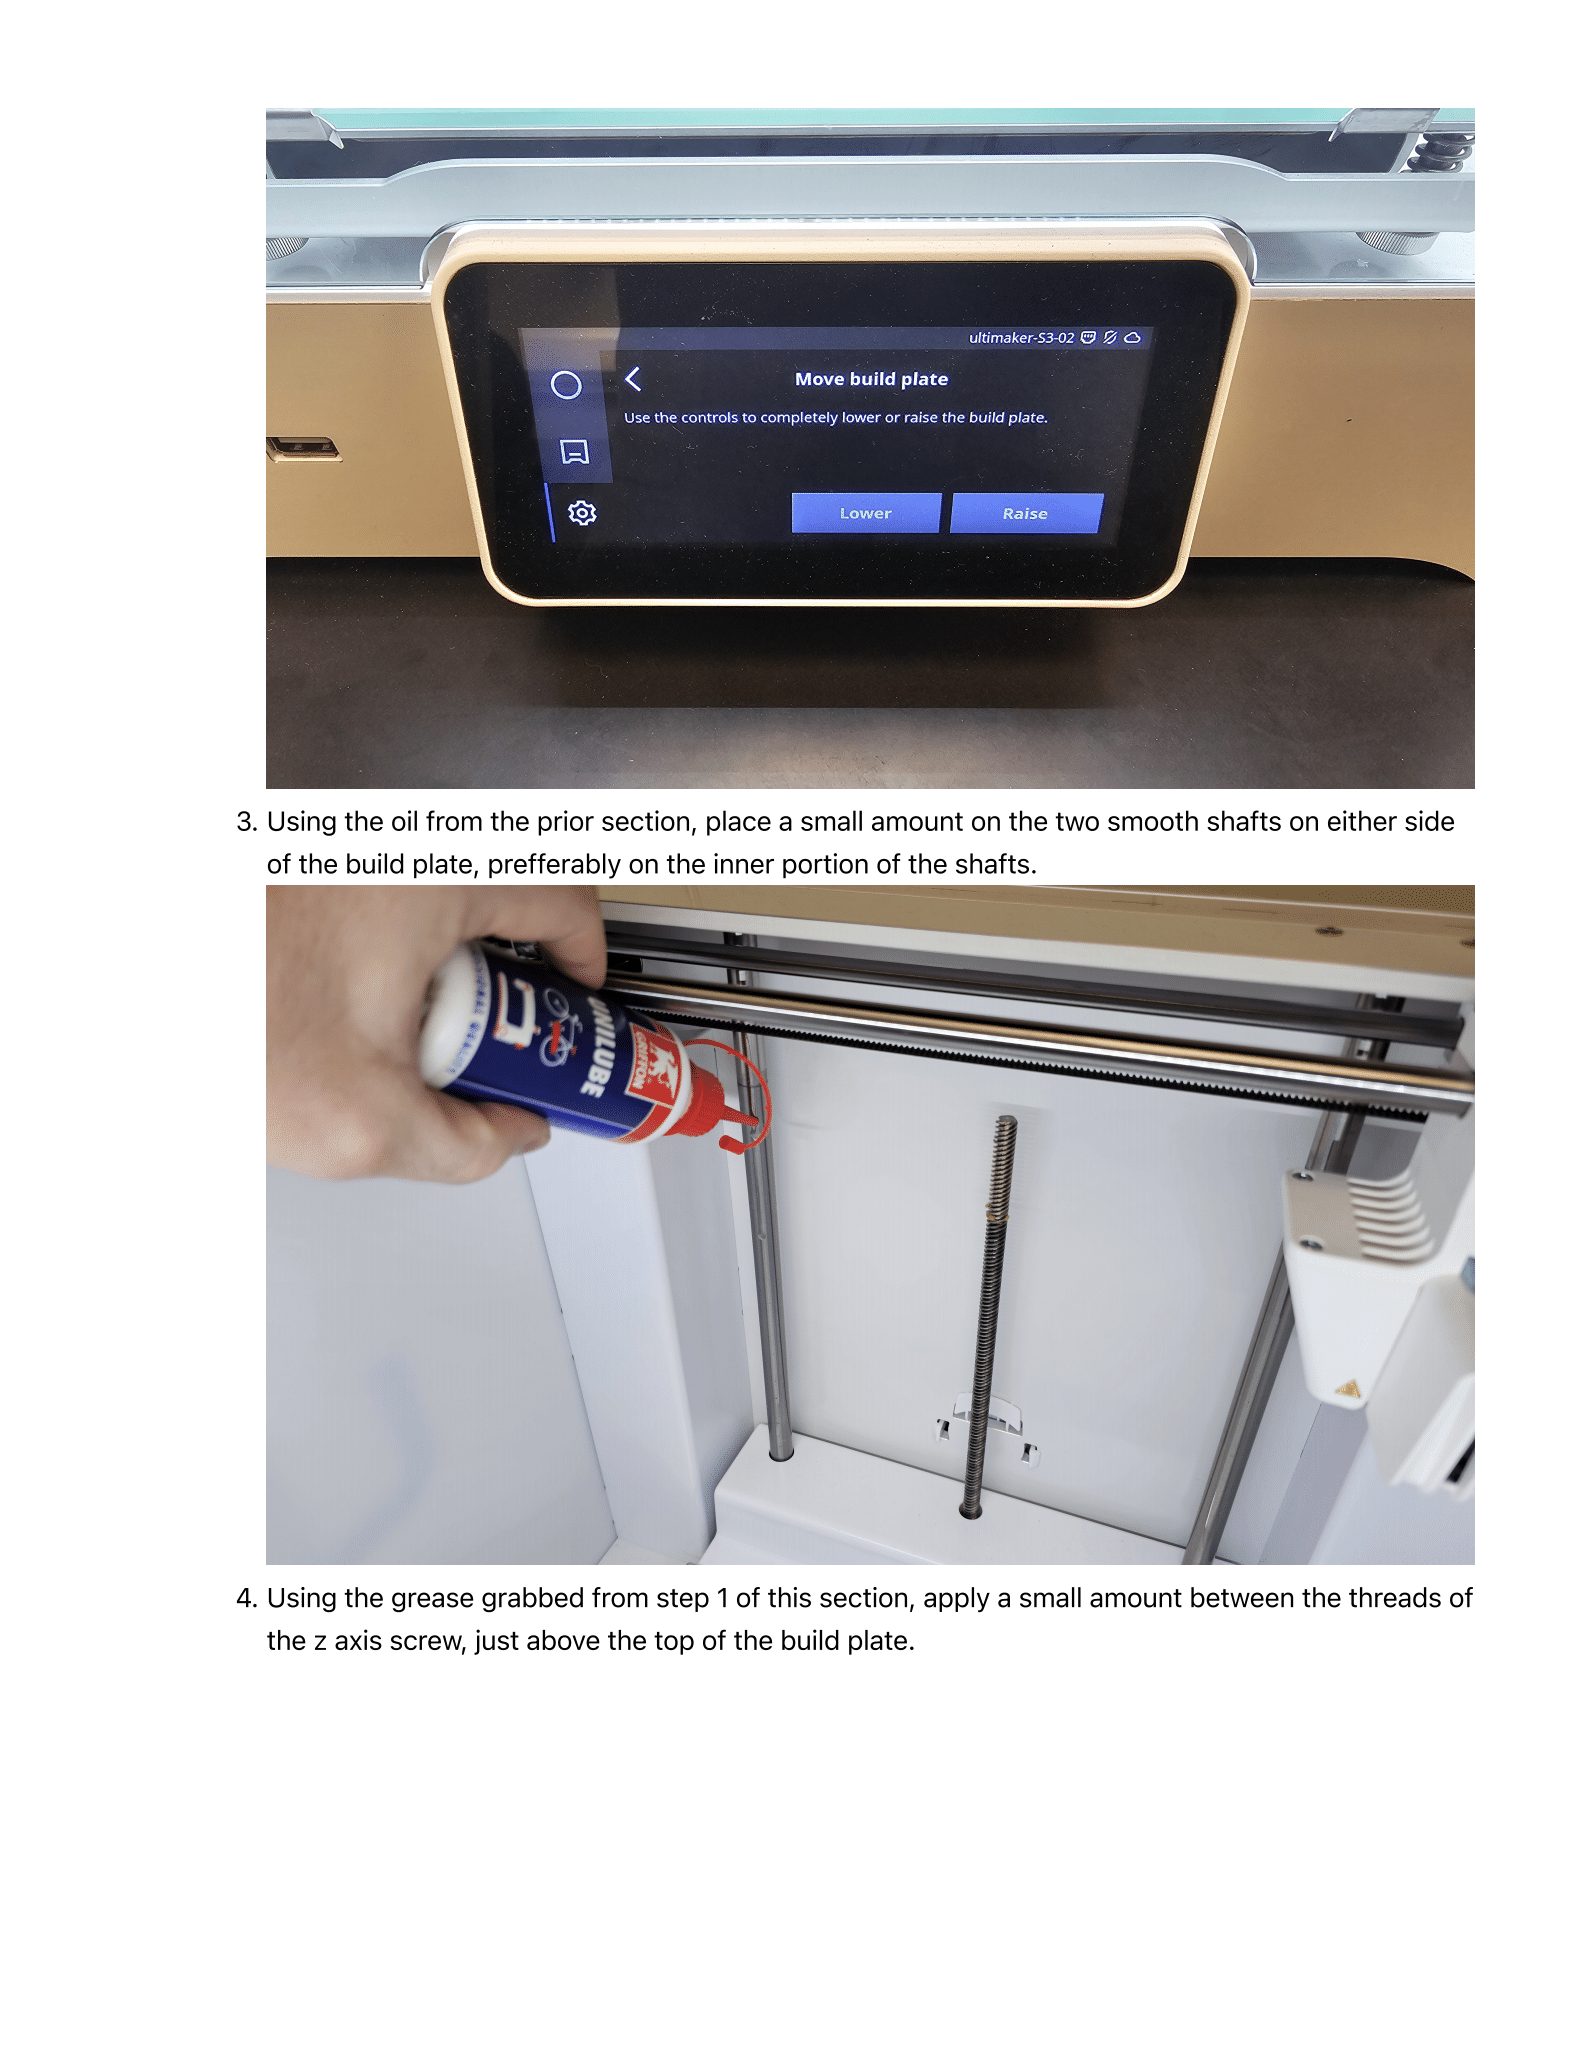 ultimaker-S3-02
Move build plate
Use the controls to completely lower or raise the build plate.
Lower Raise
3. Using the oil from the prior section, place a small amount on the two smooth shafts on either side
of the build plate, prefferably on the inner portion of the shafts.
UNILUBE
GRIFFON
4. Using the grease grabbed from step 1 of this section, apply a small amount between the threads of
the z axis screw, just above the top of the build plate.